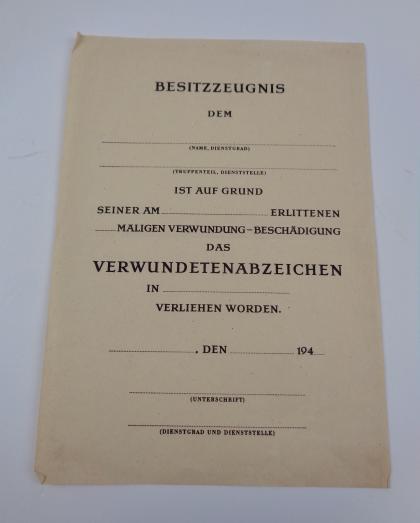 BESITZZEUGNIS
DEM
(NAME, DIENSTGRAD)
(TRUPPENTEIL, DIENSTSTELLE)
IST AUF GRUND
SEINER AM ERLITTENEN
MALIGEN VERWUNDUNG-BESCHÄDIGUNG
DAS
VERWUNDETENABZEICHEN
IN
VERLIEHEN WORDEN.
, DEN 194
(UNTERSCHRIFT)
(DIENSTGRAD UND DIENSTSTELLE)